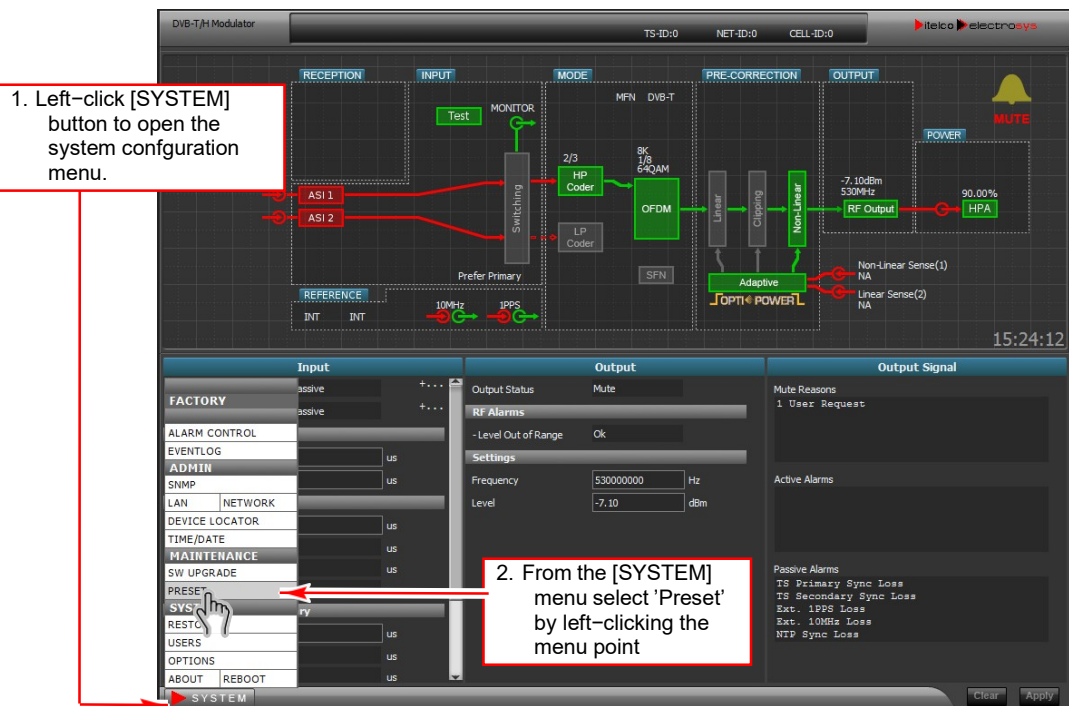 DVB-T/H Modulator
TS-ID:0 NET-ID:0 CELL-ID:0
itelco electrosys
RECEPTION
INPUT
MODE
PRE-CORRECTION
OUTPUT
1. Left-click [SYSTEM]
button to open the
system confguration
menu.
Test
MONITOR
MFN DVB-T
MUTE
POWER
2/3
8K
1/8
64QAM
HP
Coder
ASI 1
ASI 2
Switching
OFDM
LP
Coder
SFN
Linear
Clipping
Non-Linear
-7.10dBm
530MHz
RF Output
90.00%
HPA
Prefer Primary
Adaptive
OPTI POWER
Non-Linear Sense(1)
NA
Linear Sense(2)
NA
REFERENCE
INT INT
10MHz
1PPS
15:24:12
Input
Output
Output Signal
assive +...
assive +...
FACTORY
ALARM CONTROL
EVENTLOG
ADMIN
SNMP
LAN NETWORK
DEVICE LOCATOR
TIME/DATE
MAINTENANCE
SW UPGRADE
PRESET
SYST
RESTO
USERS
OPTIONS
ABOUT REBOOT
SYSTEM
us
us
us
us
us
ry
us
us
us
Output Status Mute
RF Alarms
- Level Out of Range Ok
Settings
Frequency 530000000 Hz
Level -7.10 dBm
2. From the [SYSTEM]
menu select 'Preset'
by left-clicking the
menu point
Mute Reasons
1 User Request
Active Alarms
Passive Alarms
TS Primary Sync Loss
TS Secondary Sync Loss
Ext. 1PPS Loss
Ext. 10MHz Loss
NTP Sync Loss
Clear Apply